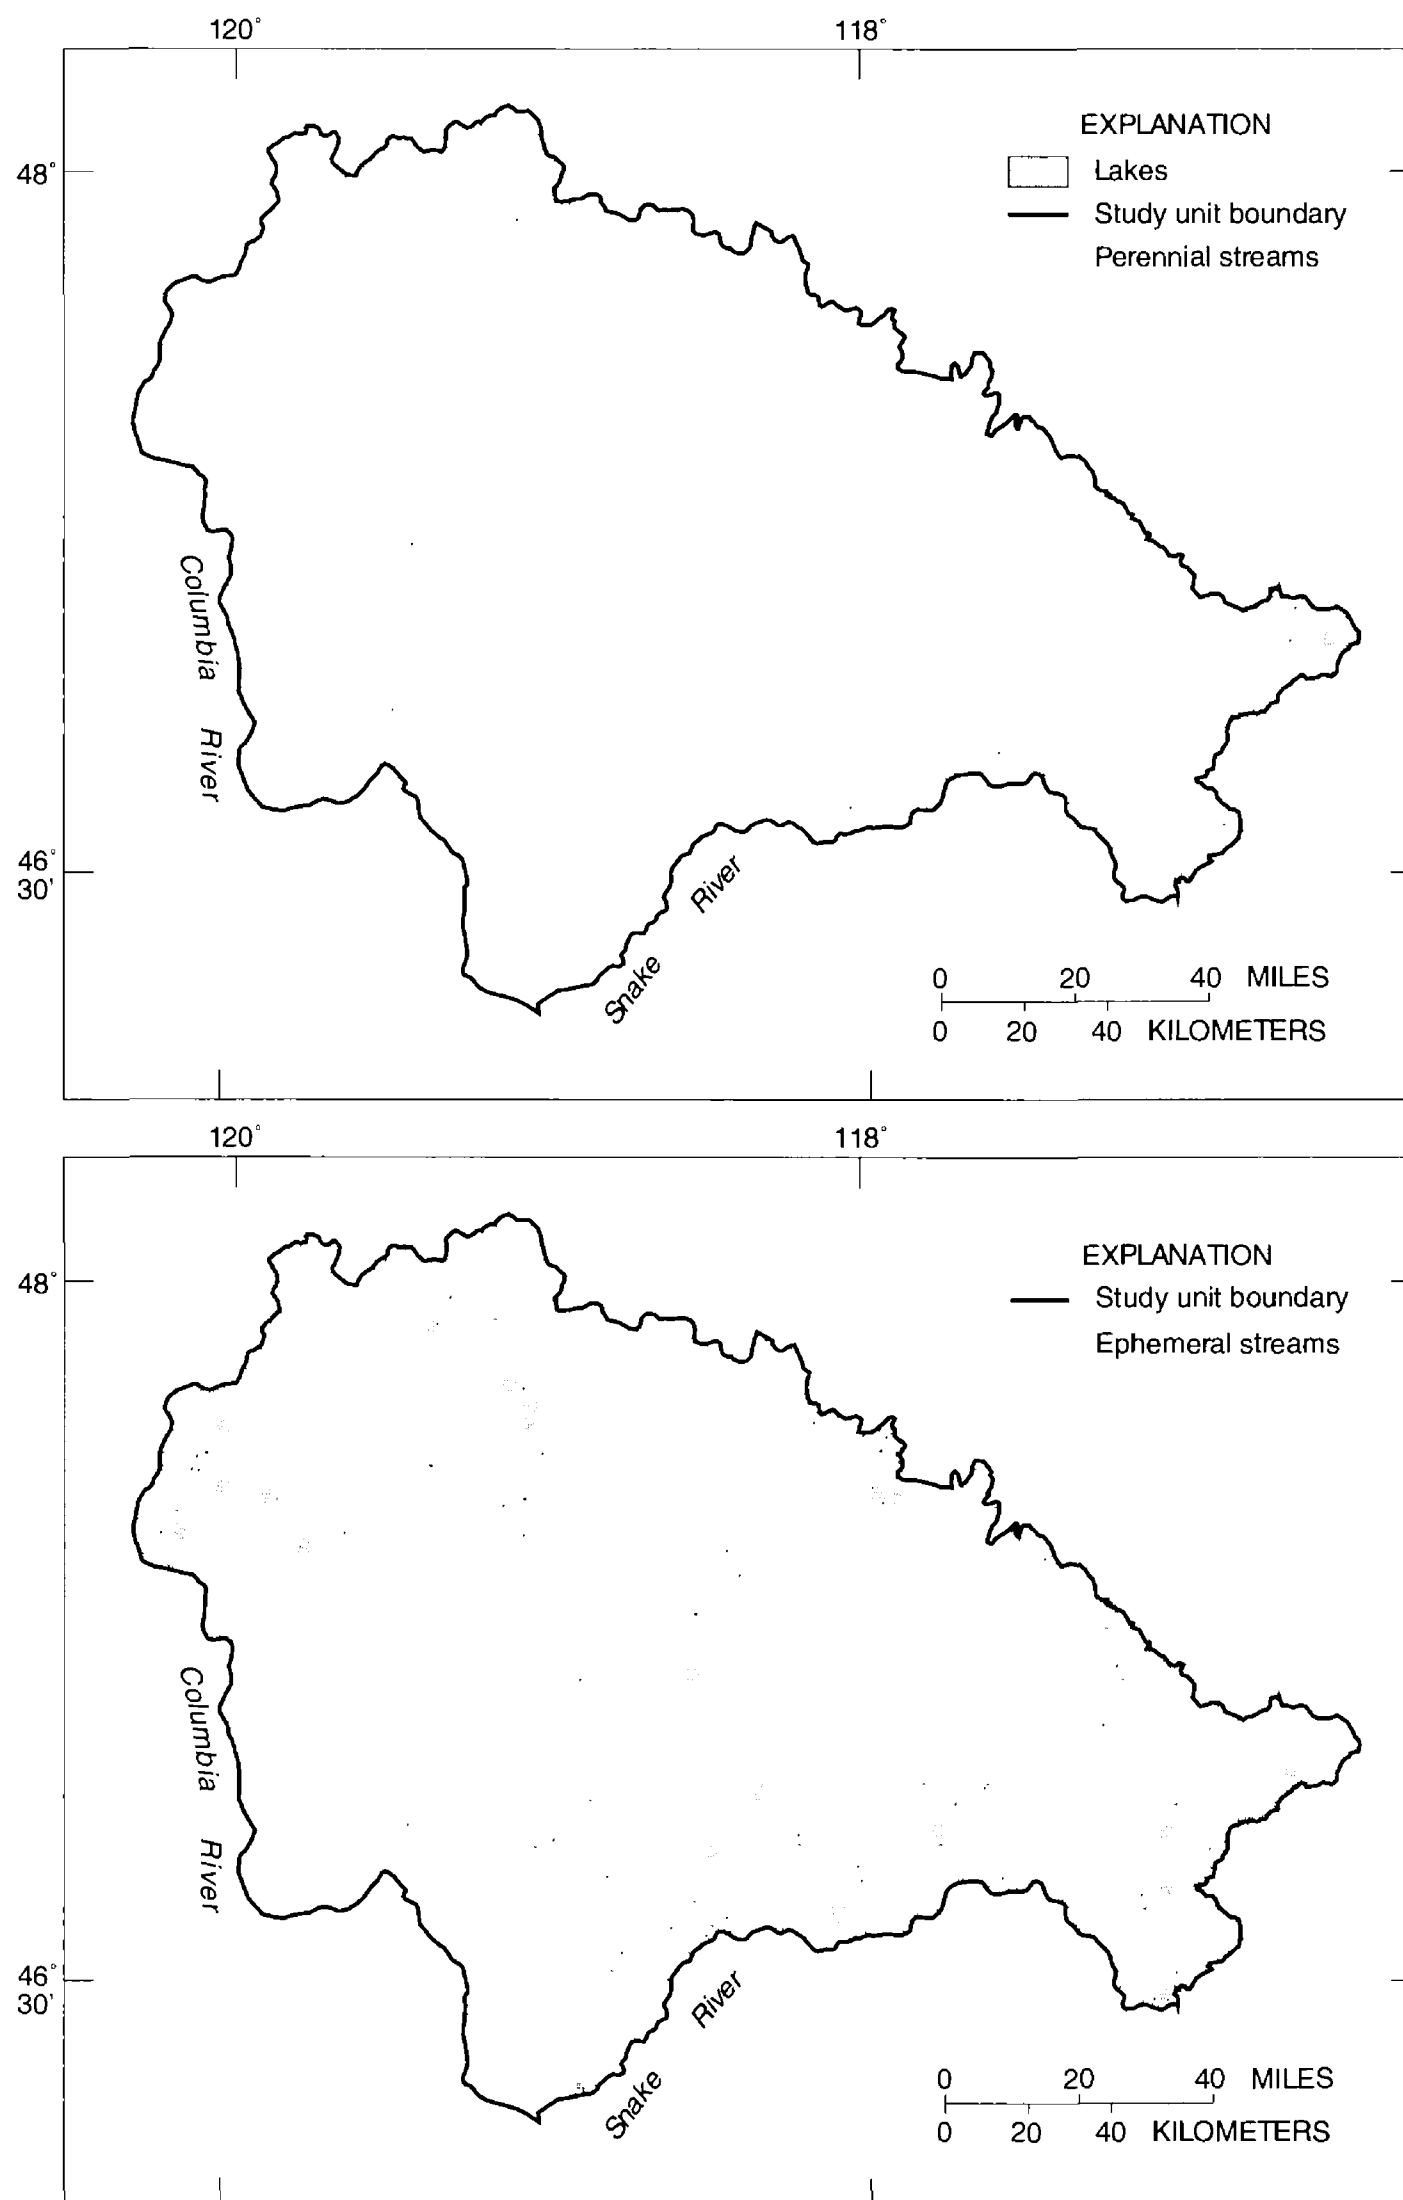 120° 118°
EXPLANATION
48°
Lakes
Study unit boundary
Perennial streams
Columbia River
46°
30'
Snake River
0 20 40 MILES
0 20 40 KILOMETERS
120° 118°
EXPLANATION
48°
Study unit boundary
Ephemeral streams
Columbia River
46°
30'
Snake River
0 20 40 MILES
0 20 40 KILOMETERS